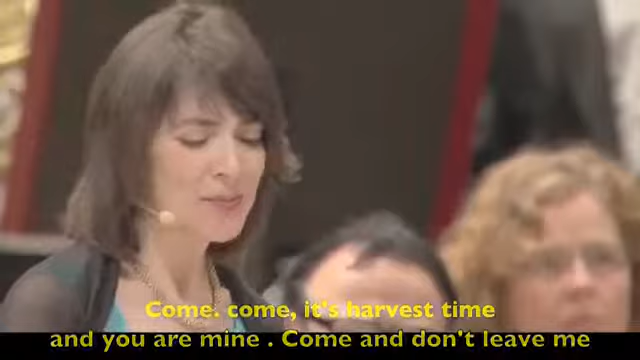 Come. come, it's harvest time
and you are mine . Come and don't leave me